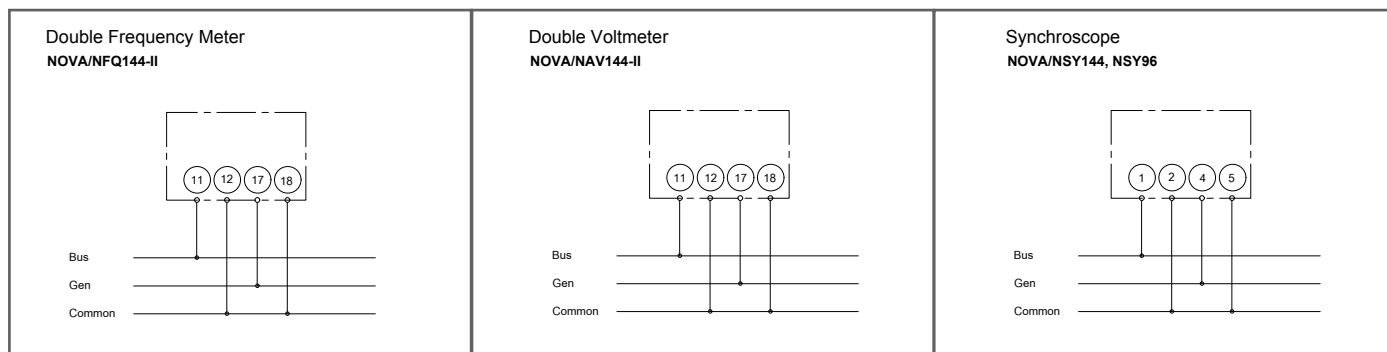 Double Frequency Meter
NOVA/NFQ144-II
11 12 17 18
Bus
Gen
Common
Double Voltmeter
NOVA/NAV144-II
11 12 17 18
Bus
Gen
Common
Synchroscope
NOVA/NSY144, NSY96
1 2 4 5
Bus
Gen
Common